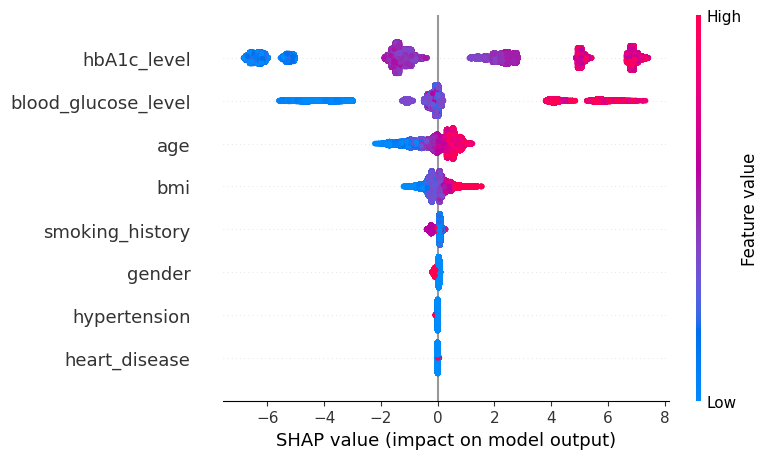 High
hbA1c_level
blood_glucose_level
age
bmi
smoking_history
gender
hypertension
heart_disease
Feature value
Low
−6 −4 −2 0 2 4 6 8
SHAP value (impact on model output)